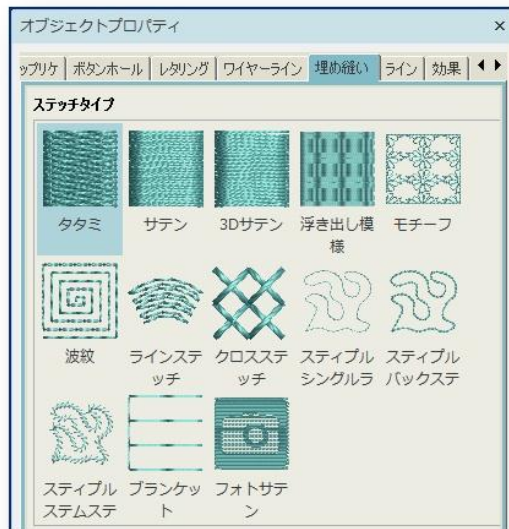 オブジェクトプロパティ ×
ップリケ ボタンホール レタリング ワイヤーライン 埋め縫い ライン 効果
ステッチタイプ
タタミ サテン 3Dサテン 浮き出し模 モチーフ
様
波紋 ラインステ クロスステ スティプル スティプル
ッチ ッチ シングルラ バックステ
スティプル ブランケッ フォトサテ
ステムステ ト ン